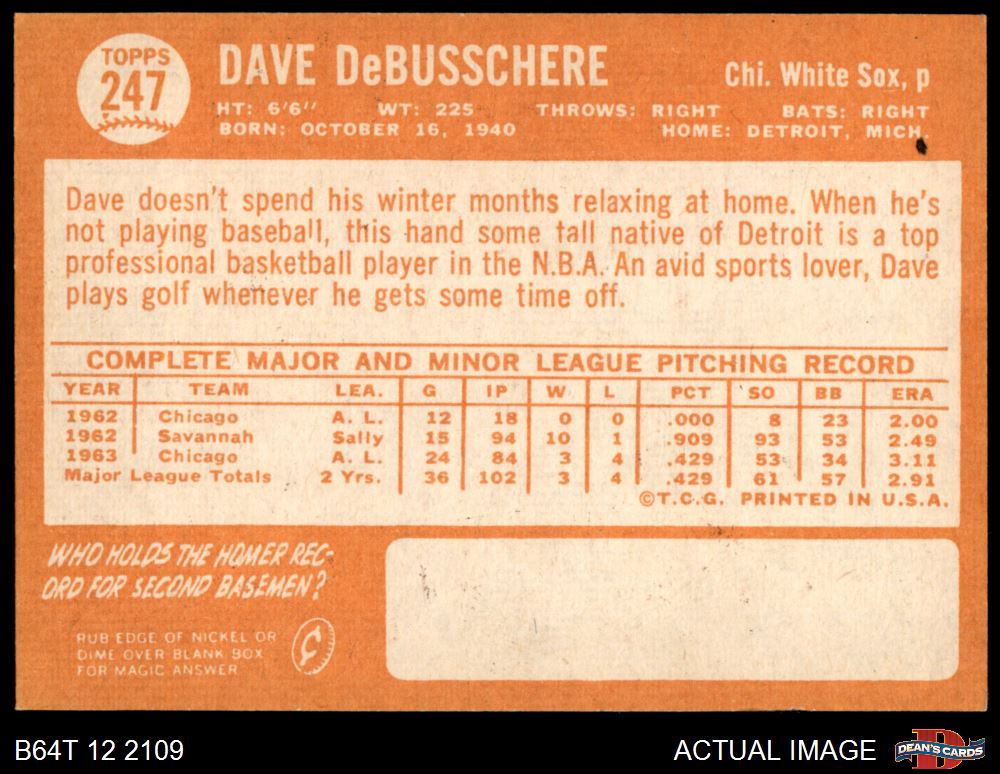 TOPPS
247
DAVE DeBUSSCHERE
Chi. White Sox, p
HT: 6'6" WT: 225 THROWS: RIGHT BATS: RIGHT
BORN: OCTOBER 16, 1940 HOME: DETROIT, MICH.
Dave doesn't spend his winter months relaxing at home. When he's
not playing baseball, this hand some tall native of Detroit is a top
professional basketball player in the N.B.A. An avid sports lover, Dave
plays golf whenever he gets some time off.
COMPLETE MAJOR AND MINOR LEAGUE PITCHING RECORD
YEAR TEAM LEA. G IP W L PCT SO BB ERA
1962 Chicago A. L. 12 18 0 0 .000 8 23 2.00
1962 Savannah Sally 15 94 10 1 .909 93 53 2.49
1963 Chicago A. L. 24 84 3 4 .429 53 34 3.11
Major League Totals 2 Yrs. 36 102 3 4 .429 61 57 2.91
©T.C.G. PRINTED IN U.S.A.
WHO HOLDS THE HOMER REC-
ORD FOR SECOND BASEMEN?
RUB EDGE OF NICKEL OR
DIME OVER BLANK BOX
FOR MAGIC ANSWER
¢
B64T 12 2109
ACTUAL IMAGE
D
DEAN'S CARDS